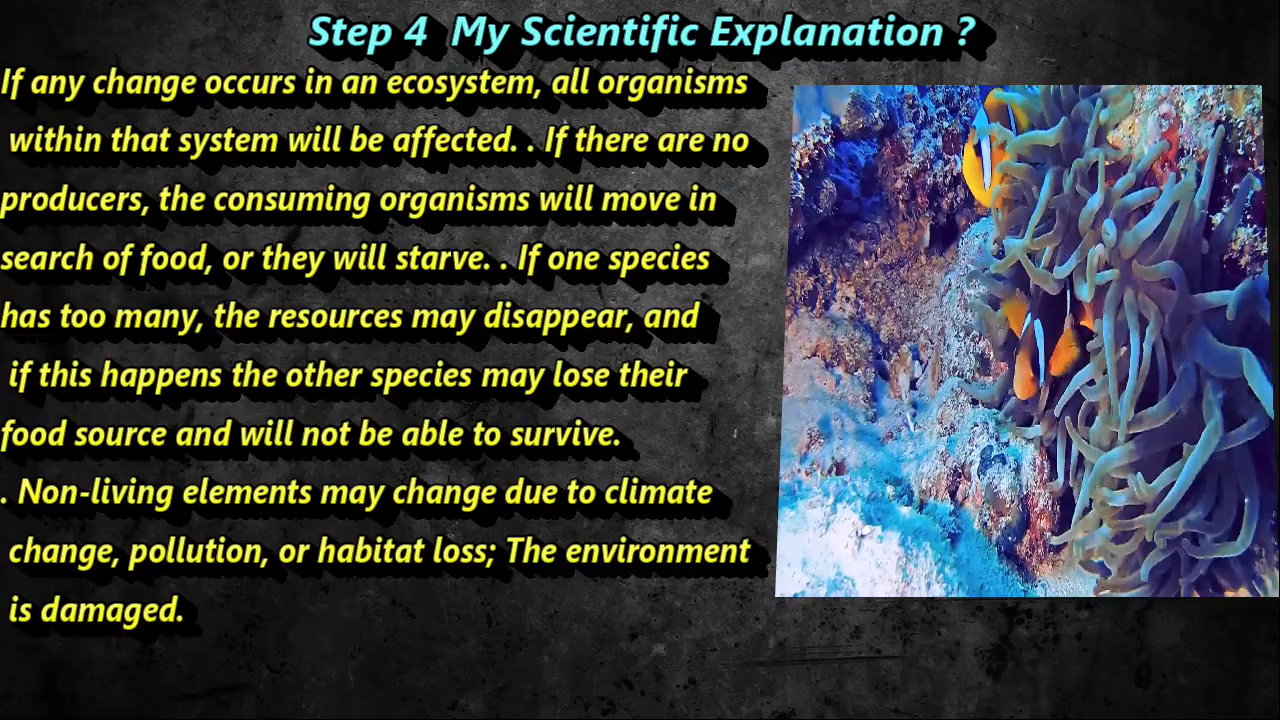 Step 4 My Scientific Explanation ?
If any change occurs in an ecosystem, all organisms
within that system will be affected. . If there are no
producers, the consuming organisms will move in
search of food, or they will starve. . If one species
has too many, the resources may disappear, and
if this happens the other species may lose their
food source and will not be able to survive.
. Non-living elements may change due to climate
change, pollution, or habitat loss; The environment
is damaged.